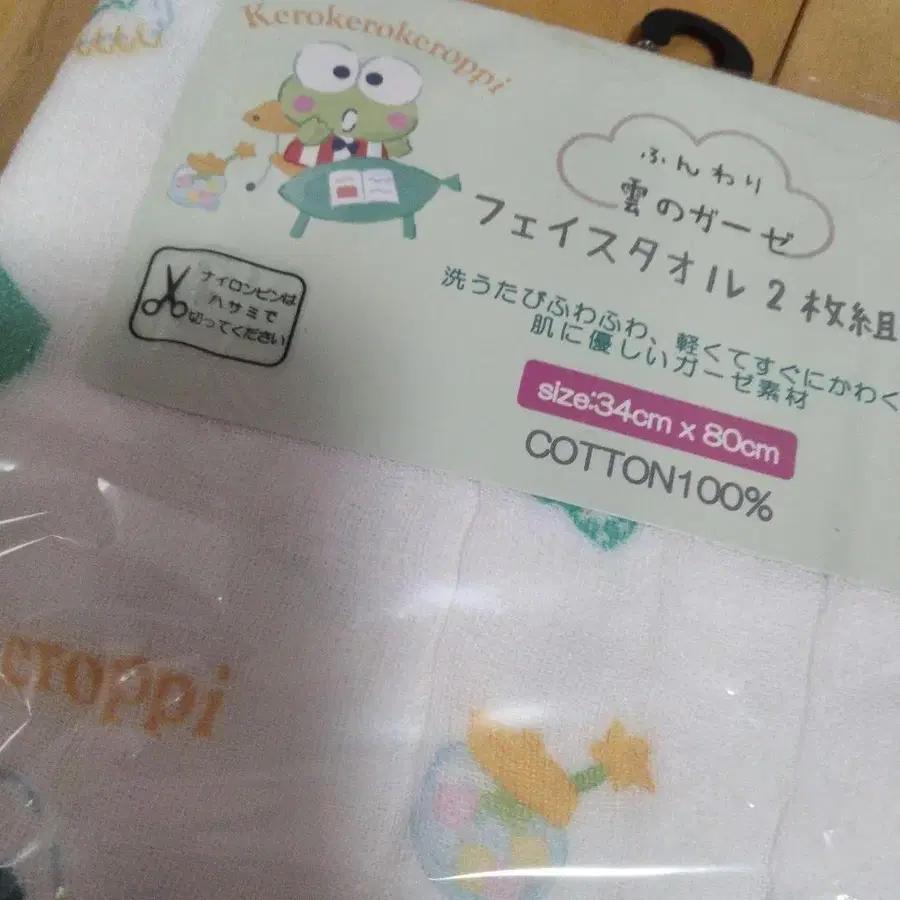 Kerokerokeroppi
ふんわり
雲のガーゼ
フェイスタオル2枚組
洗うたびふわふわ、軽くてすぐにかわく
肌に優しいガーゼ素材
size:34cm x 80cm
COTTON100%
ナイロンピンは
ハサミで
切ってください
eroppi